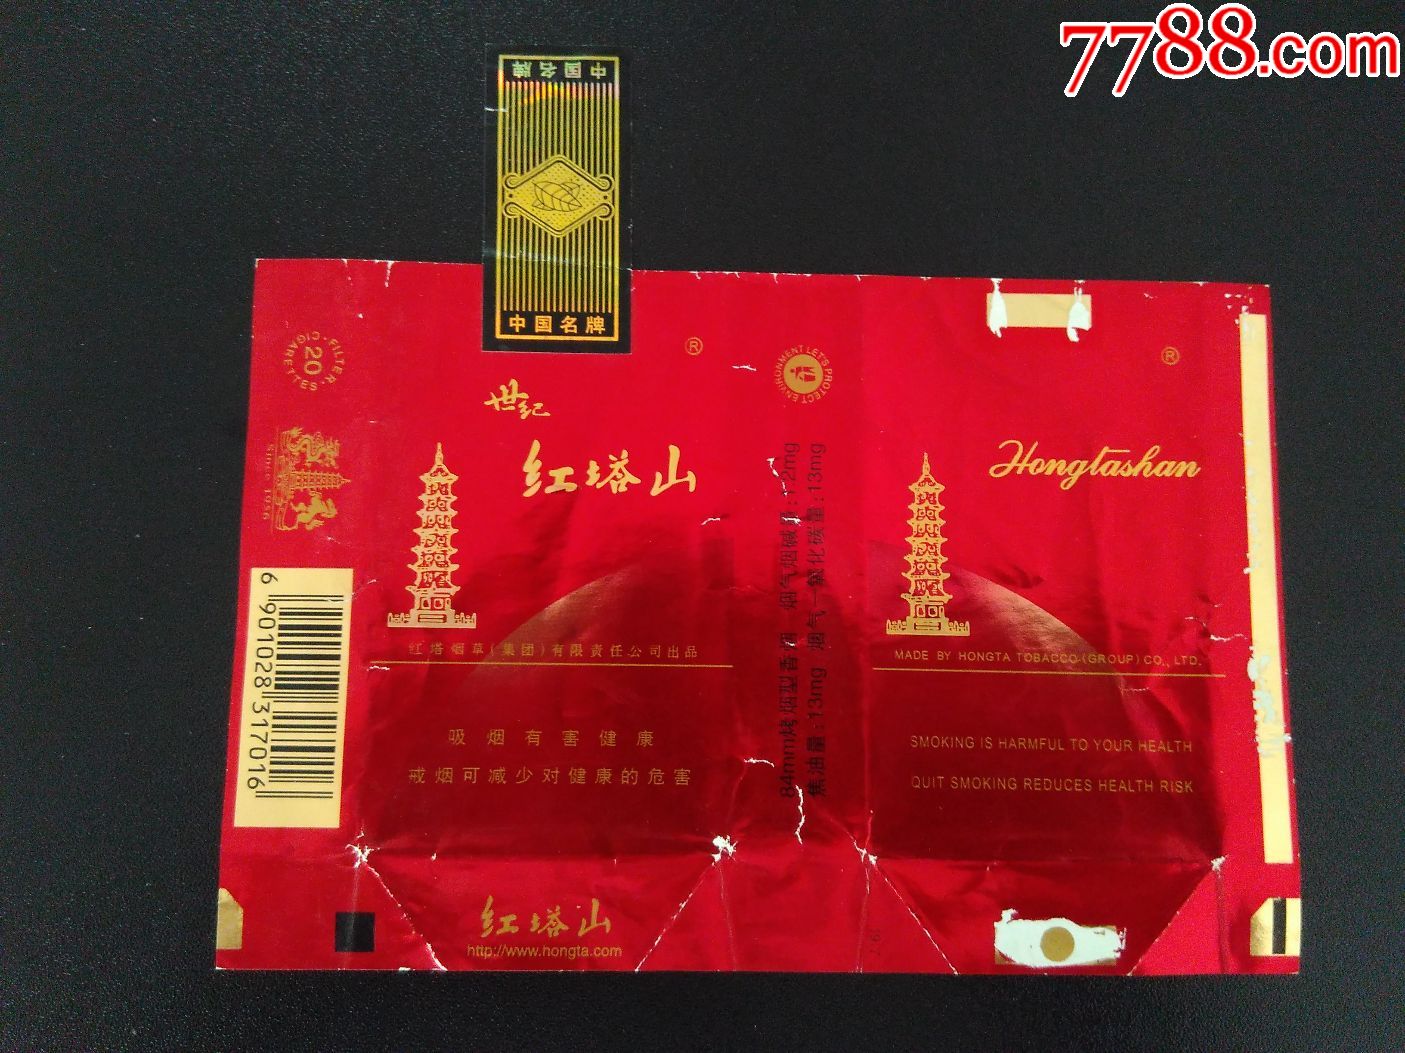 7788.com
中国名牌
中国名牌
·FILTER·
20
CIGARETTES
SINCE 1956
6 901028 317016
®
世纪
红塔山
红塔烟草(集团)有限责任公司出品
吸烟有害健康
戒烟可减少对健康的危害
红塔山
http://www.hongta.com
LET'S PROTECT ENVIRONMENT
84mm烤烟型香烟 烟气烟碱量:1.2mg
焦油量:13mg 烟气一氧化碳量:13mg
®
Hongtashan
MADE BY HONGTA TOBACCO (GROUP) CO., LTD.
SMOKING IS HARMFUL TO YOUR HEALTH
QUIT SMOKING REDUCES HEALTH RISK